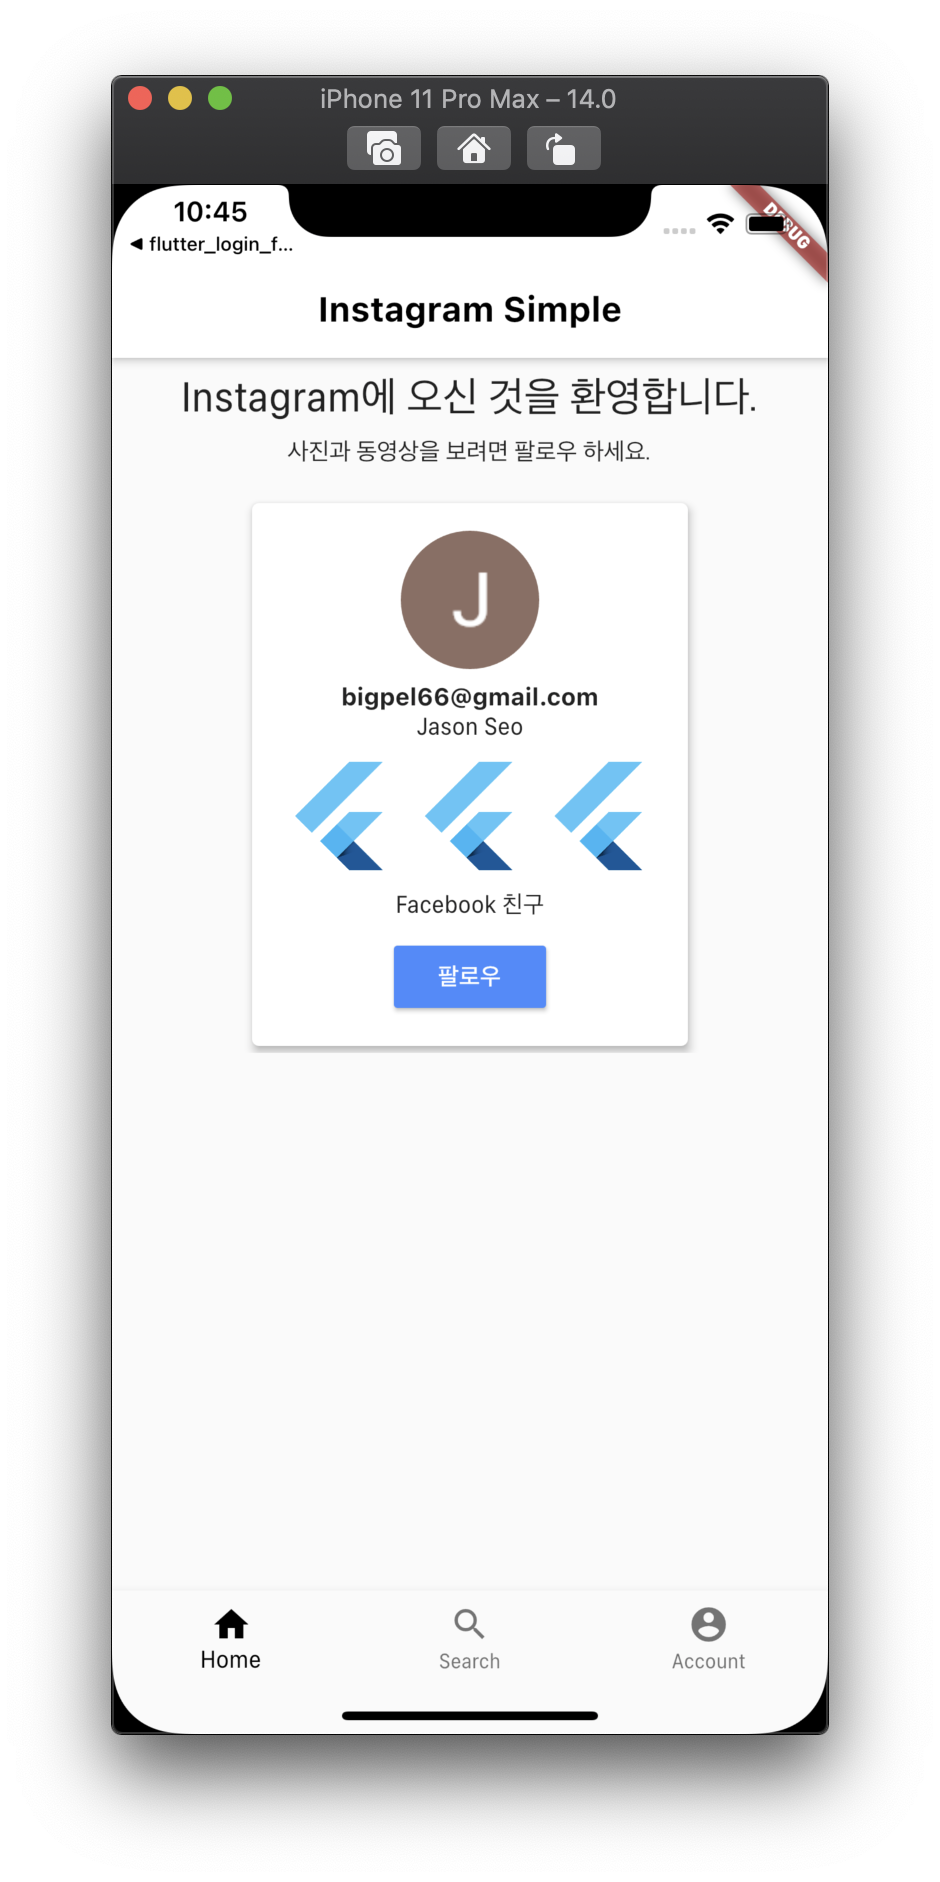 iPhone 11 Pro Max – 14.0
10:45
DEBUG
◀ flutter_login_f...
Instagram Simple
Instagram에 오신 것을 환영합니다.
사진과 동영상을 보려면 팔로우 하세요.
J
bigpel66@gmail.com
Jason Seo
Facebook 친구
팔로우
Home
Search
Account